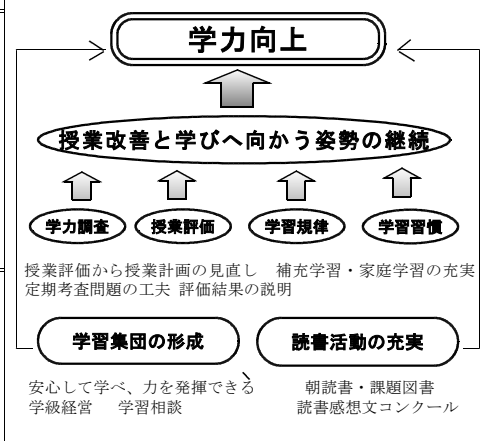 学力向上
授業改善と学びへ向かう姿勢の継続
学力調査 授業評価 学習規律 学習習慣
授業評価から授業計画の見直し 補充学習・家庭学習の充実
定期考査問題の工夫 評価結果の説明
学習集団の形成 読書活動の充実
安心して学べ、力を発揮できる 朝読書・課題図書
学級経営 学習相談 読書感想文コンクール